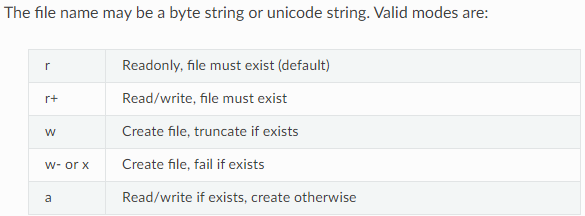 The file name may be a byte string or unicode string. Valid modes are:
r Readonly, file must exist (default)
r+ Read/write, file must exist
w Create file, truncate if exists
w- or x Create file, fail if exists
a Read/write if exists, create otherwise